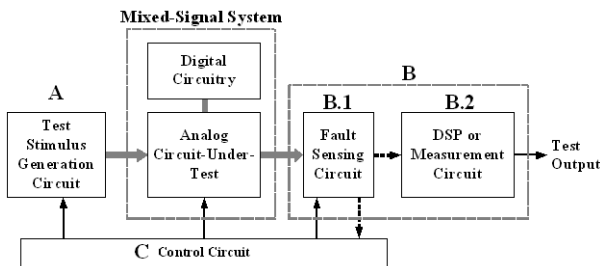 Mixed-Signal System
A
Test
Stimulus
Generation
Circuit
Digital
Circuitry
Analog
Circuit-Under-
Test
B
B.1
Fault
Sensing
Circuit
B.2
DSP or
Measurement
Circuit
Test
Output
C Control Circuit